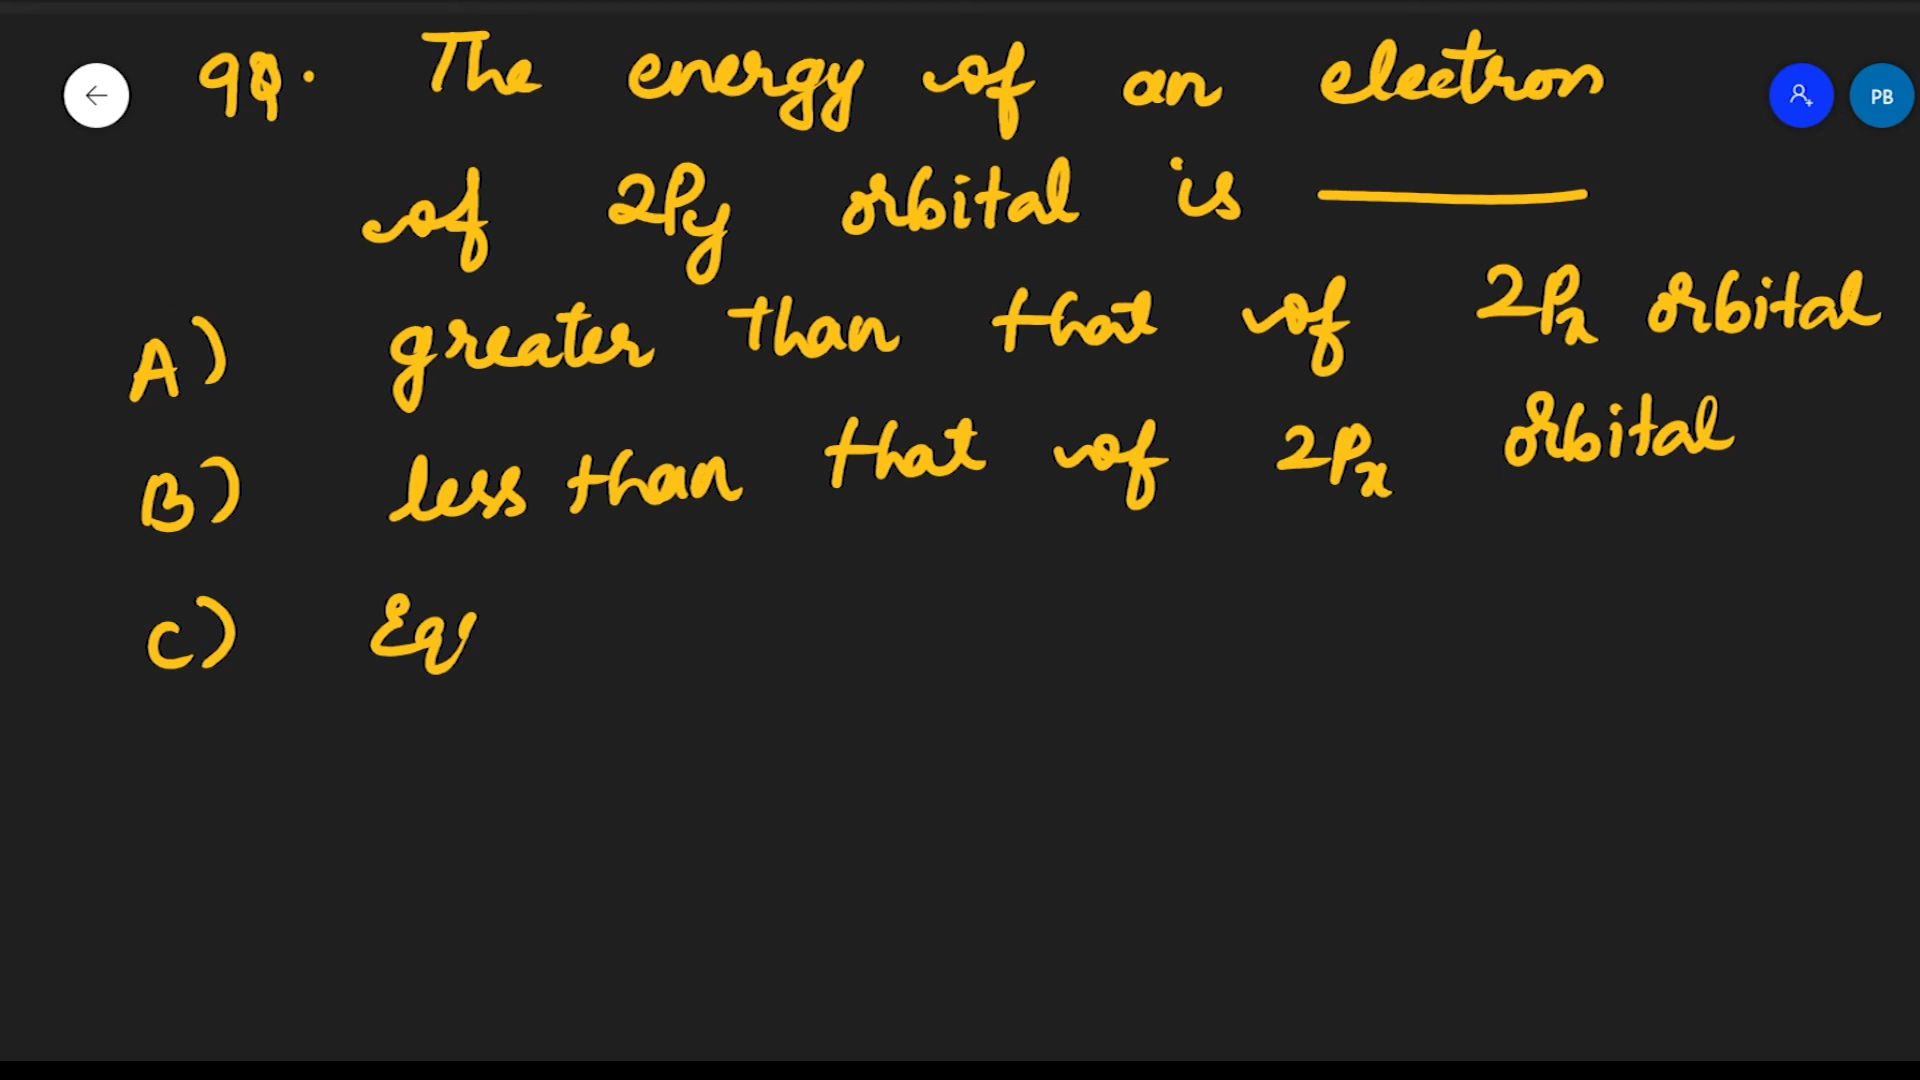 99. The energy of an electron
PB
of 2Py orbital is ______
A) greater than that of 2Px orbital
B) less than that of 2Px orbital
C) Eq